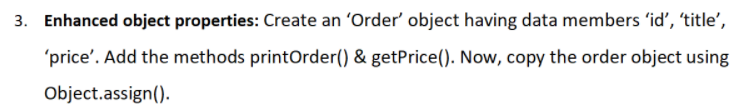 3. Enhanced object properties: Create an ‘Order’ object having data members ‘id’, ‘title’,
‘price’. Add the methods printOrder() & getPrice(). Now, copy the order object using
Object.assign().